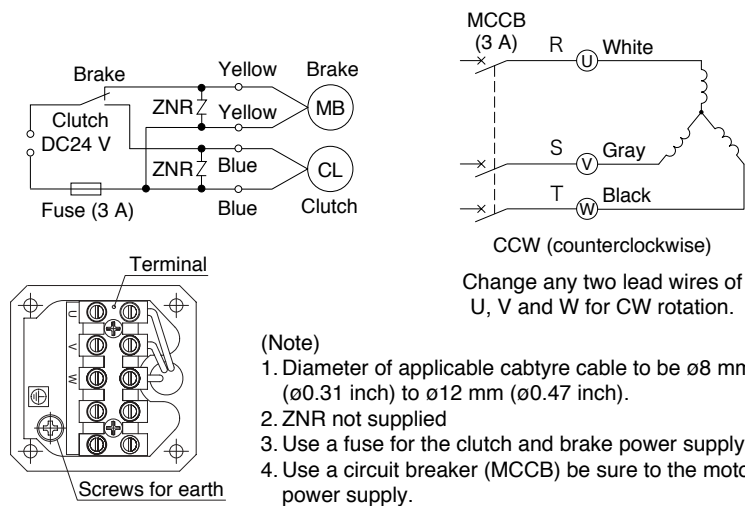 MCCB
(3 A)
R
U
White
Brake
Yellow
Brake
ZNR
Yellow
MB
Clutch
DC24 V
ZNR
Blue
CL
Fuse (3 A)
Blue
Clutch
S
V
Gray
T
W
Black
CCW (counterclockwise)
Change any two lead wires of
U, V and W for CW rotation.
Terminal
U
V
W
Screws for earth
(Note)
1. Diameter of applicable cabtyre cable to be ø8 mm
(ø0.31 inch) to ø12 mm (ø0.47 inch).
2. ZNR not supplied
3. Use a fuse for the clutch and brake power supply
4. Use a circuit breaker (MCCB) be sure to the moto
power supply.